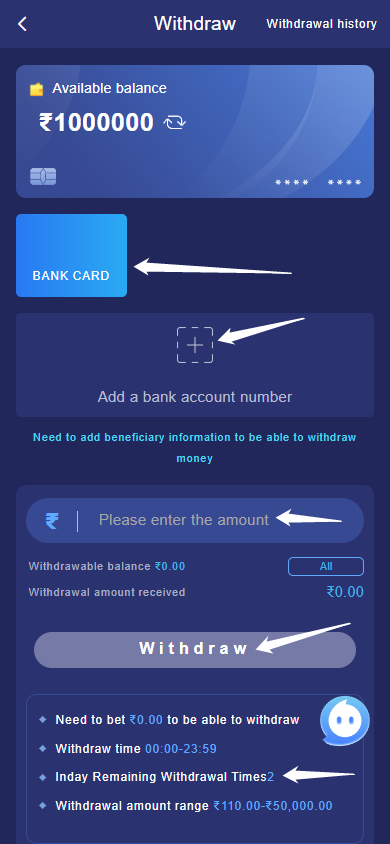 Withdraw
Withdrawal history
Available balance
₹1000000
**** ****
BANK CARD
Add a bank account number
Need to add beneficiary information to be able to withdraw
money
₹ Please enter the amount
Withdrawable balance ₹0.00
All
Withdrawal amount received
₹0.00
Withdraw
Need to bet ₹0.00 to be able to withdraw
Withdraw time 00:00-23:59
Inday Remaining Withdrawal Times2
Withdrawal amount range ₹110.00-₹50,000.00